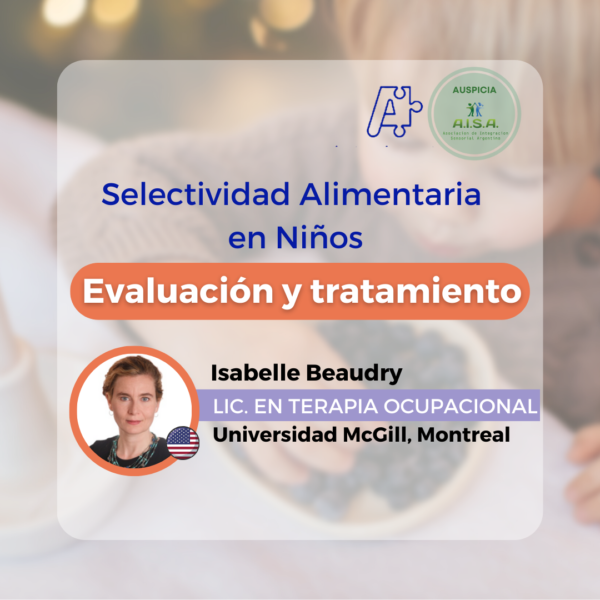 AUSPICIA
A.I.S.A.
Asociación de Integración
Sensorial Argentina
Selectividad Alimentaria
en Niños
Evaluación y tratamiento
Isabelle Beaudry
LIC. EN TERAPIA OCUPACIONAL
Universidad McGill, Montreal